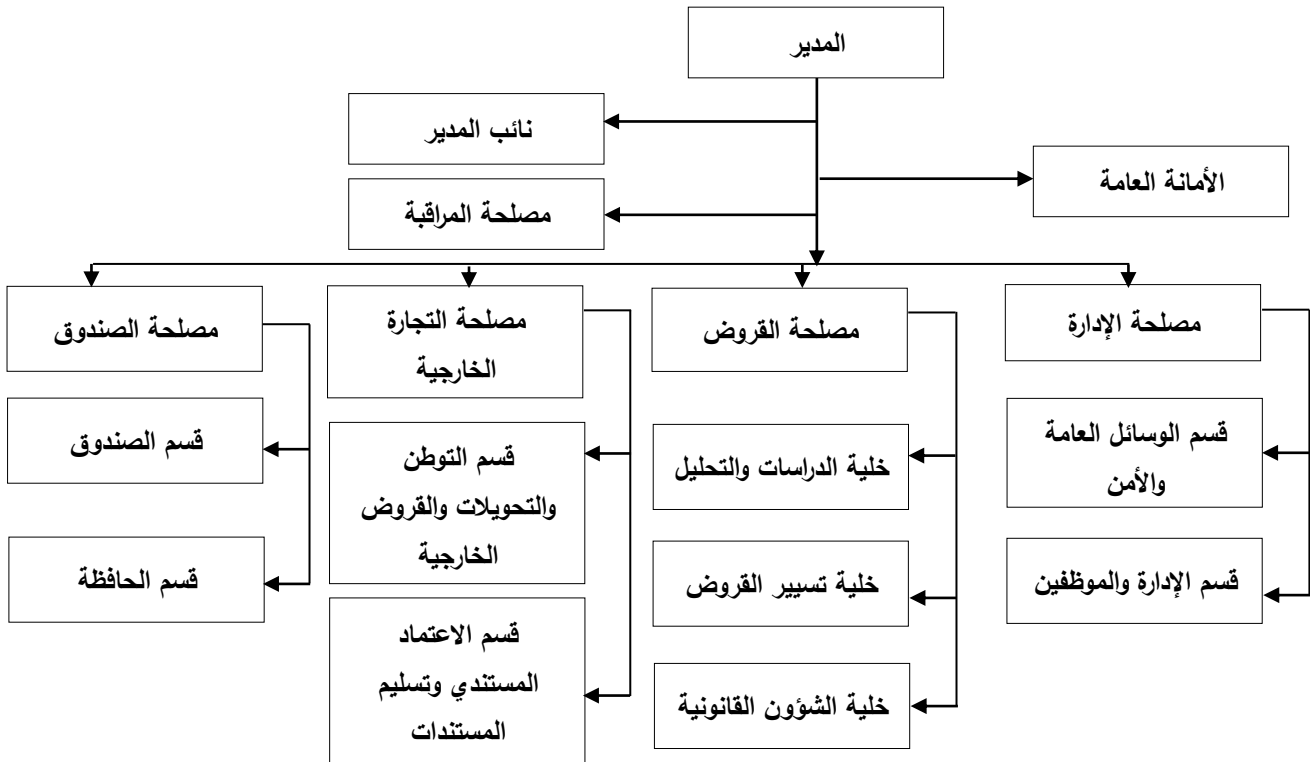 المدير
نائب المدير
الأمانة العامة
مصلحة المراقبة
مصلحة الإدارة
قسم الوسائل العامة
والأمن
قسم الإدارة والموظفين
مصلحة القروض
خلية الدراسات والتحليل
خلية تسيير القروض
خلية الشؤون القانونية
مصلحة التجارة
الخارجية
قسم التوطن
والتحويلات والقروض
الخارجية
قسم الاعتماد
المستندي وتسليم
المستندات
مصلحة الصندوق
قسم الصندوق
قسم الحافظة